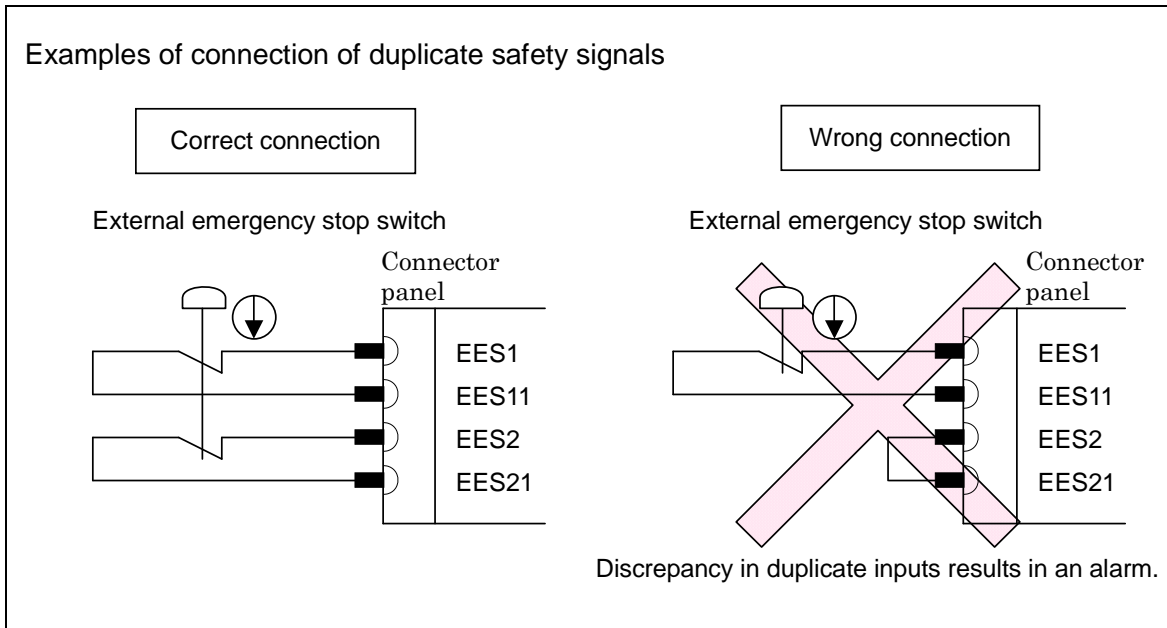 Examples of connection of duplicate safety signals
Correct connection
External emergency stop switch
Connector
panel
EES1
EES11
EES2
EES21
Wrong connection
External emergency stop switch
Connector
panel
EES1
EES11
EES2
EES21
Discrepancy in duplicate inputs results in an alarm.